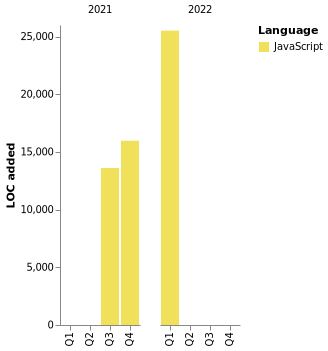 2021 2022
Language
JavaScript
LOC added
25,000
20,000
15,000
10,000
5,000
0
Q1 Q2 Q3 Q4 Q1 Q2 Q3 Q4